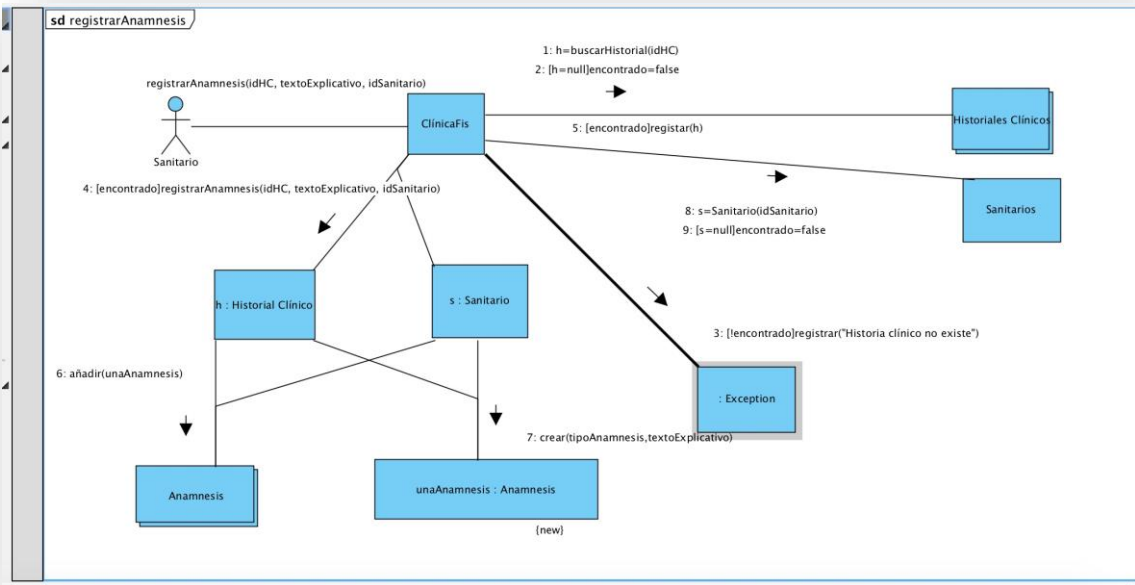 sd registrarAnamnesis
1: h=buscarHistorial(idHC)
2: [h=null]encontrado=false
registrarAnamnesis(idHC, textoExplicativo, idSanitario)
ClínicaFis
Historiales Clínicos
5: [encontrado]registar(h)
Sanitario
4: [encontrado]registrarAnamnesis(idHC, textoExplicativo, idSanitario)
8: s=Sanitario(idSanitario)
9: [s=null]encontrado=false
Sanitarios
h : Historial Clínico
s : Sanitario
3: [!encontrado]registrar("Historia clínico no existe")
6: añadir(unaAnamnesis)
: Exception
7: crear(tipoAnamnesis,textoExplicativo)
Anamnesis
unaAnamnesis : Anamnesis
{new}